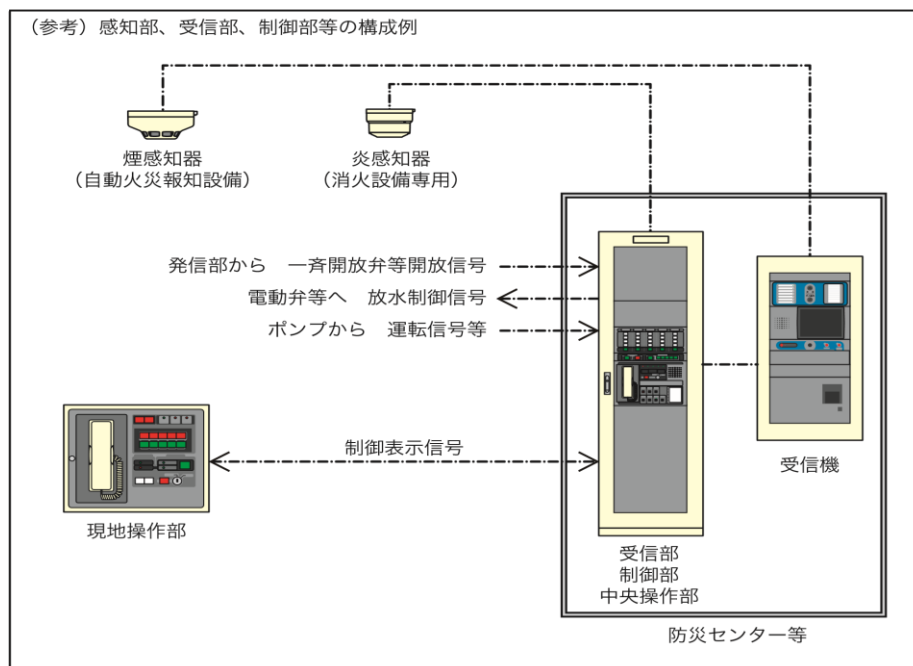 （参考）感知部、受信部、制御部等の構成例
煙感知器
（自動火災報知設備）
炎感知器
（消火設備専用）
発信部から　一斉開放弁等開放信号
電動弁等へ　放水制御信号
ポンプから　運転信号等
制御表示信号
現地操作部
受信機
受信部
制御部
中央操作部
防災センター等